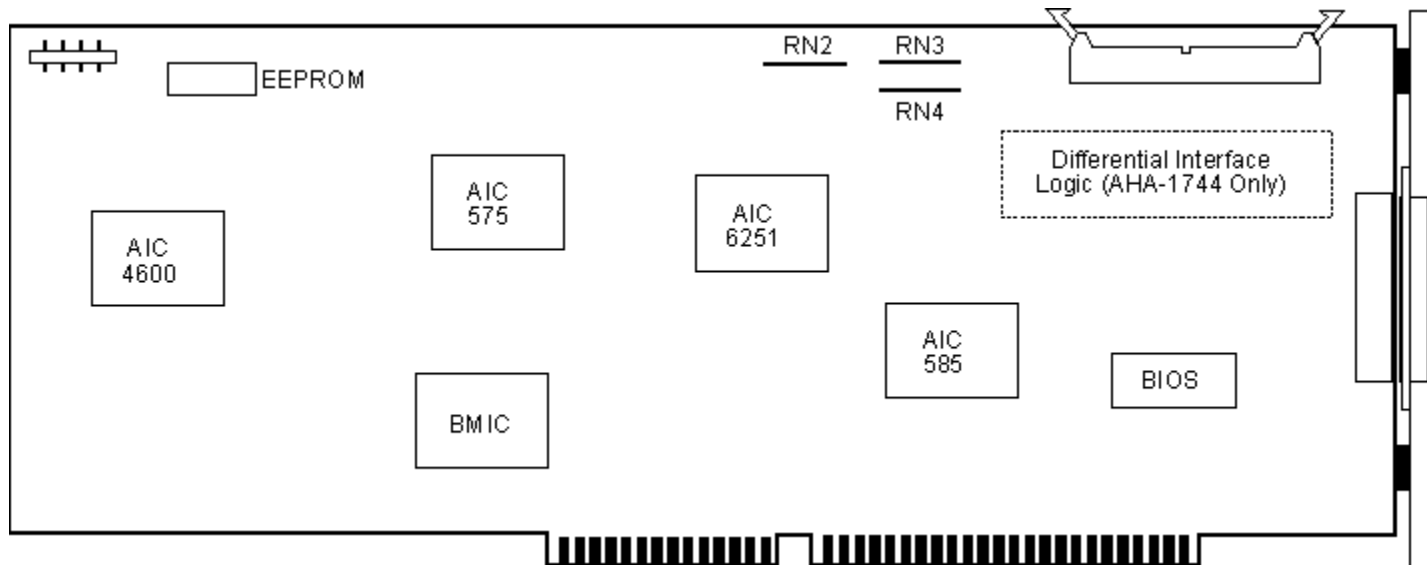 RN2
RN3
EEPROM
RN4
Differential Interface
Logic (AHA-1744 Only)
AIC
575
AIC
6251
AIC
4600
AIC
585
BIOS
BMIC